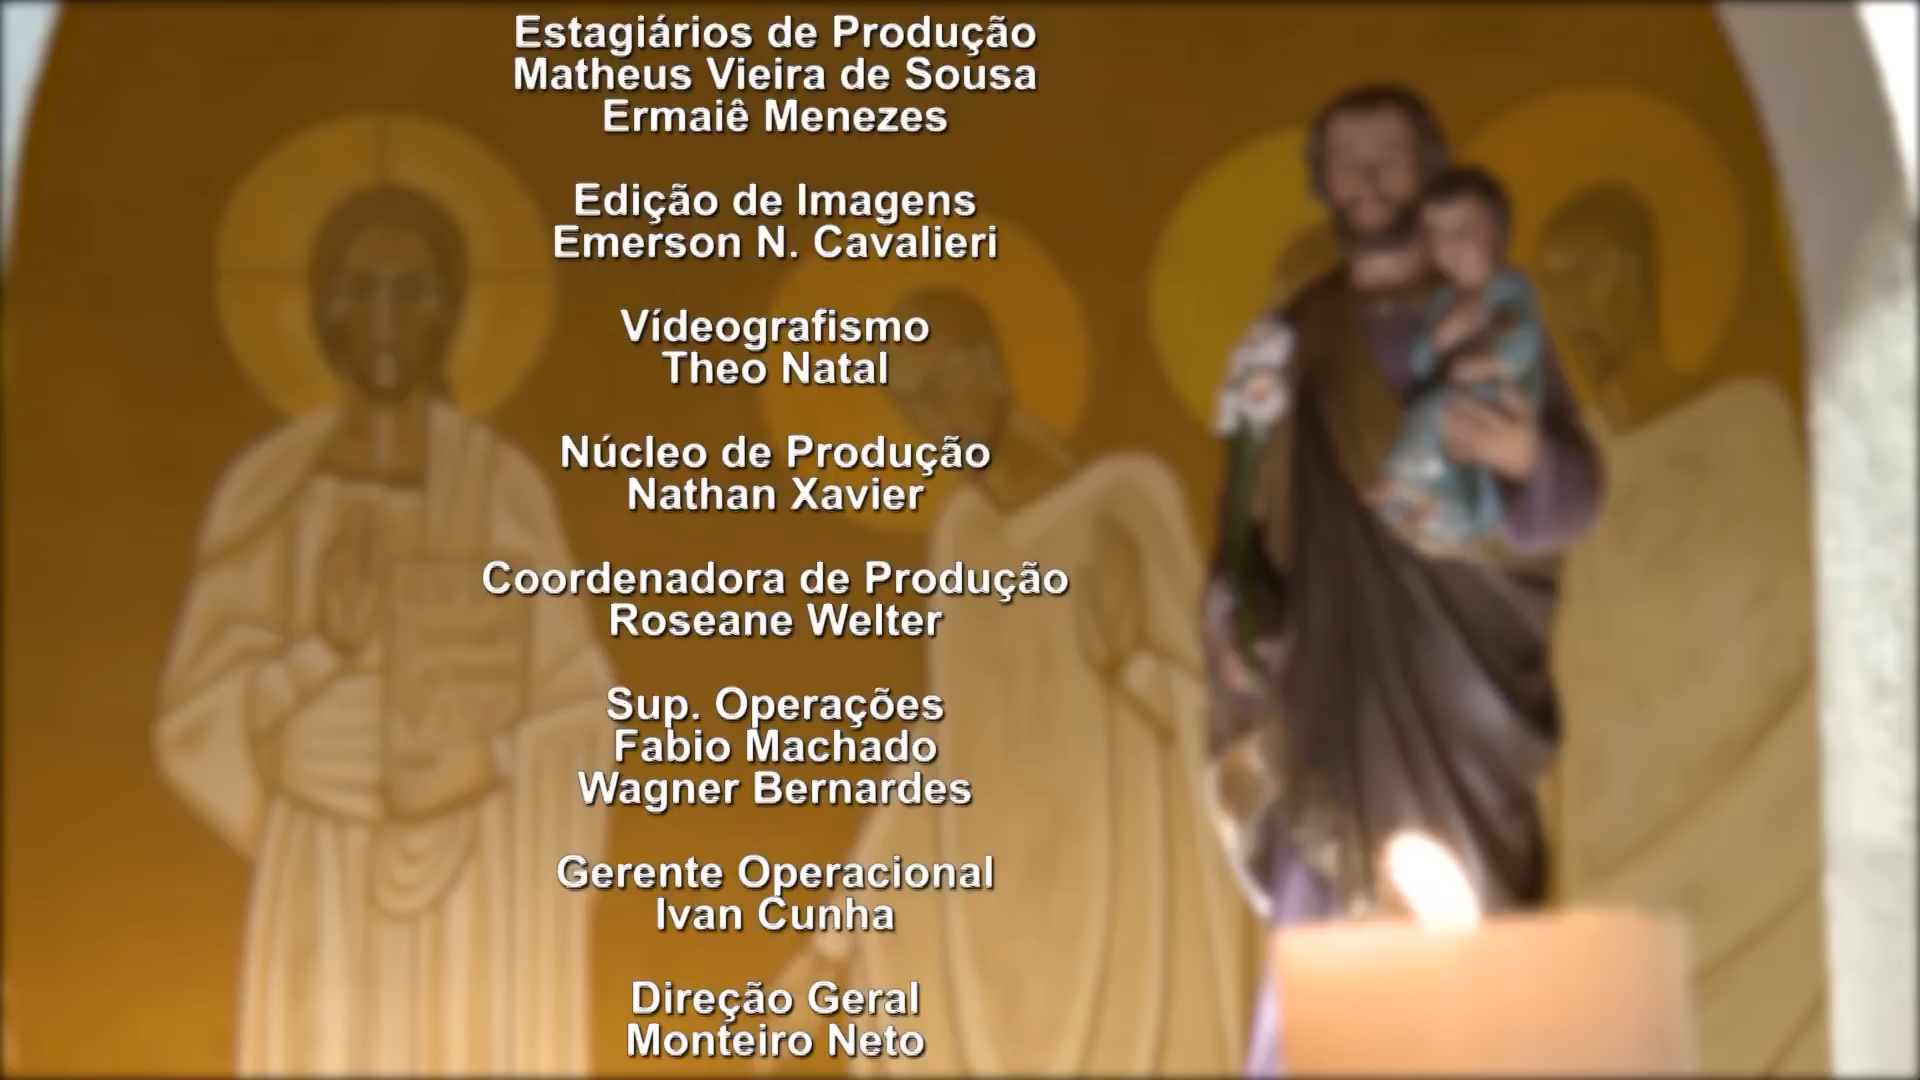 Estagiários de Produção
Matheus Vieira de Sousa
Ermaiê Menezes
Edição de Imagens
Emerson N. Cavalieri
Vídeografismo
Theo Natal
Núcleo de Produção
Nathan Xavier
Coordenadora de Produção
Roseane Welter
Sup. Operações
Fabio Machado
Wagner Bernardes
Gerente Operacional
Ivan Cunha
Direção Geral
Monteiro Neto